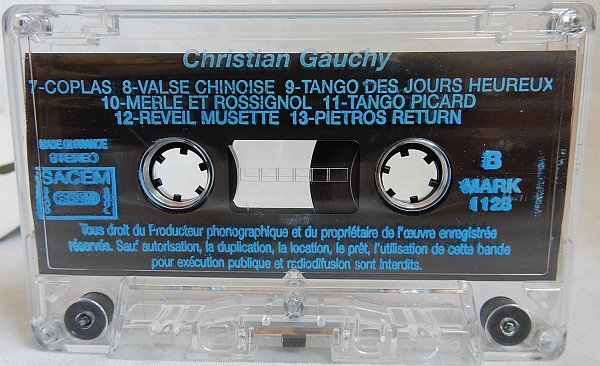 Christian Gauchy
7-COPLAS 8-VALSE CHINOISE 9-TANGO DES JOURS HEUREUX
10-MERLE ET ROSSIGNOL 11-TANGO PICARD
12-REVEIL MUSETTE 13-PIETROS RETURN
MADE IN FRANCE
STEREO
SACEM
B
MARK
1128
Tous droit du Producteur phonographique et du propriétaire de l'œuvre enregistrée
réservés. Sauf autorisation, la duplication, la location, le prêt, l'utilisation de cette bande
pour exécution publique et radiodifusion sont interdits.